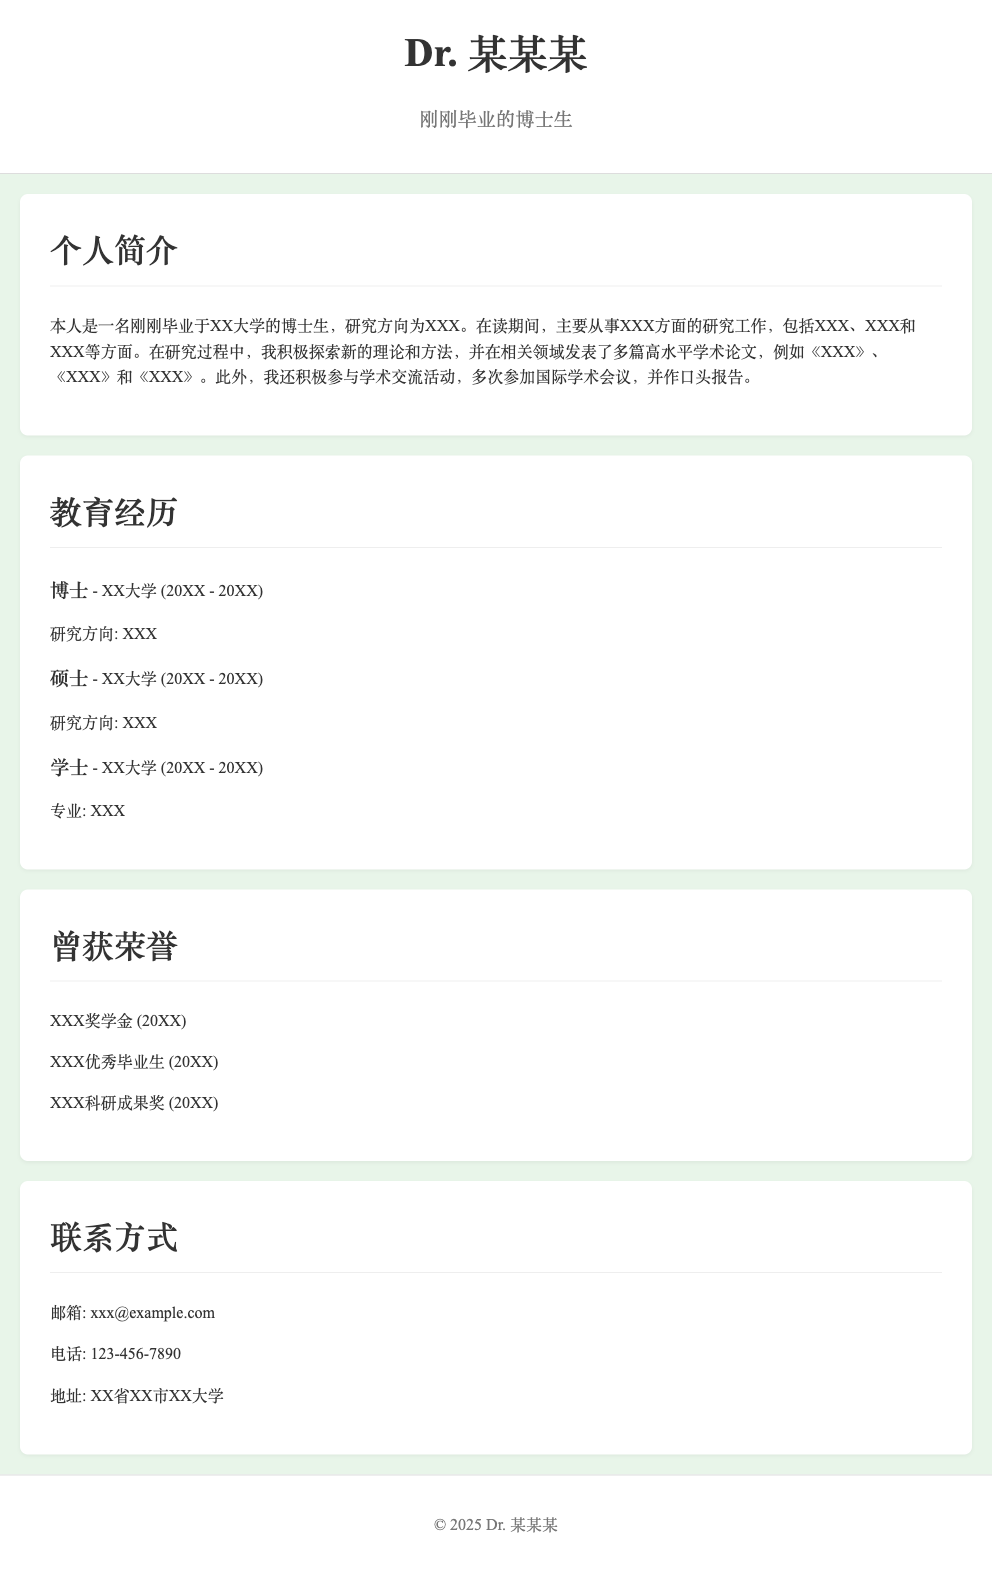 Dr. 某某某
刚刚毕业的博士生
个人简介
本人是一名刚刚毕业于XX大学的博士生，研究方向为XXX。在读期间，主要从事XXX方面的研究工作，包括XXX、XXX和
XXX等方面。在研究过程中，我积极探索新的理论和方法，并在相关领域发表了多篇高水平学术论文，例如《XXX》、
《XXX》和《XXX》。此外，我还积极参与学术交流活动，多次参加国际学术会议，并作口头报告。
教育经历
博士 - XX大学 (20XX - 20XX)
研究方向: XXX
硕士 - XX大学 (20XX - 20XX)
研究方向: XXX
学士 - XX大学 (20XX - 20XX)
专业: XXX
曾获荣誉
XXX奖学金 (20XX)
XXX优秀毕业生 (20XX)
XXX科研成果奖 (20XX)
联系方式
邮箱: xxx@example.com
电话: 123-456-7890
地址: XX省XX市XX大学
© 2025 Dr. 某某某